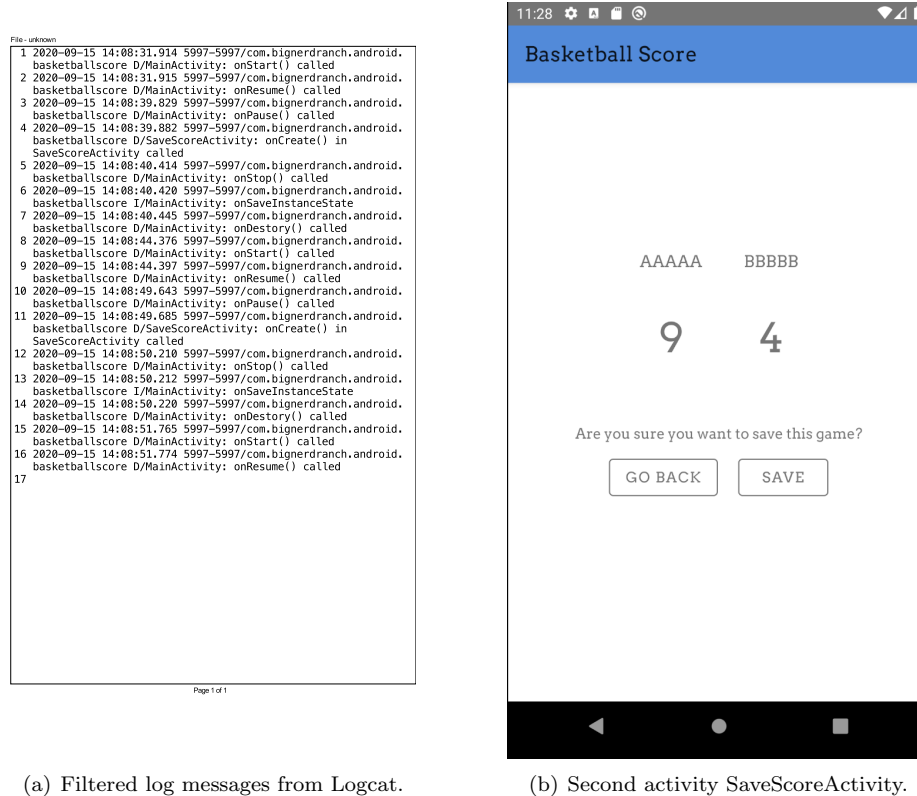 File - unknown
1 2020-09-15 14:08:31.914 5997-5997/com.bignerdranch.android.
basketballscore D/MainActivity: onStart() called
2 2020-09-15 14:08:31.915 5997-5997/com.bignerdranch.android.
basketballscore D/MainActivity: onResume() called
3 2020-09-15 14:08:39.829 5997-5997/com.bignerdranch.android.
basketballscore D/MainActivity: onPause() called
4 2020-09-15 14:08:39.882 5997-5997/com.bignerdranch.android.
basketballscore D/SaveScoreActivity: onCreate() in
SaveScoreActivity called
5 2020-09-15 14:08:40.414 5997-5997/com.bignerdranch.android.
basketballscore D/MainActivity: onStop() called
6 2020-09-15 14:08:40.420 5997-5997/com.bignerdranch.android.
basketballscore I/MainActivity: onSaveInstanceState
7 2020-09-15 14:08:40.445 5997-5997/com.bignerdranch.android.
basketballscore D/MainActivity: onDestory() called
8 2020-09-15 14:08:44.376 5997-5997/com.bignerdranch.android.
basketballscore D/MainActivity: onStart() called
9 2020-09-15 14:08:44.397 5997-5997/com.bignerdranch.android.
basketballscore D/MainActivity: onResume() called
10 2020-09-15 14:08:49.643 5997-5997/com.bignerdranch.android.
basketballscore D/MainActivity: onPause() called
11 2020-09-15 14:08:49.685 5997-5997/com.bignerdranch.android.
basketballscore D/SaveScoreActivity: onCreate() in
SaveScoreActivity called
12 2020-09-15 14:08:50.210 5997-5997/com.bignerdranch.android.
basketballscore D/MainActivity: onStop() called
13 2020-09-15 14:08:50.212 5997-5997/com.bignerdranch.android.
basketballscore I/MainActivity: onSaveInstanceState
14 2020-09-15 14:08:50.220 5997-5997/com.bignerdranch.android.
basketballscore D/MainActivity: onDestory() called
15 2020-09-15 14:08:51.765 5997-5997/com.bignerdranch.android.
basketballscore D/MainActivity: onStart() called
16 2020-09-15 14:08:51.774 5997-5997/com.bignerdranch.android.
basketballscore D/MainActivity: onResume() called
17
Page 1 of 1
(a) Filtered log messages from Logcat.
11:28
Basketball Score
AAAAA BBBBB
9 4
Are you sure you want to save this game?
GO BACK SAVE
(b) Second activity SaveScoreActivity.